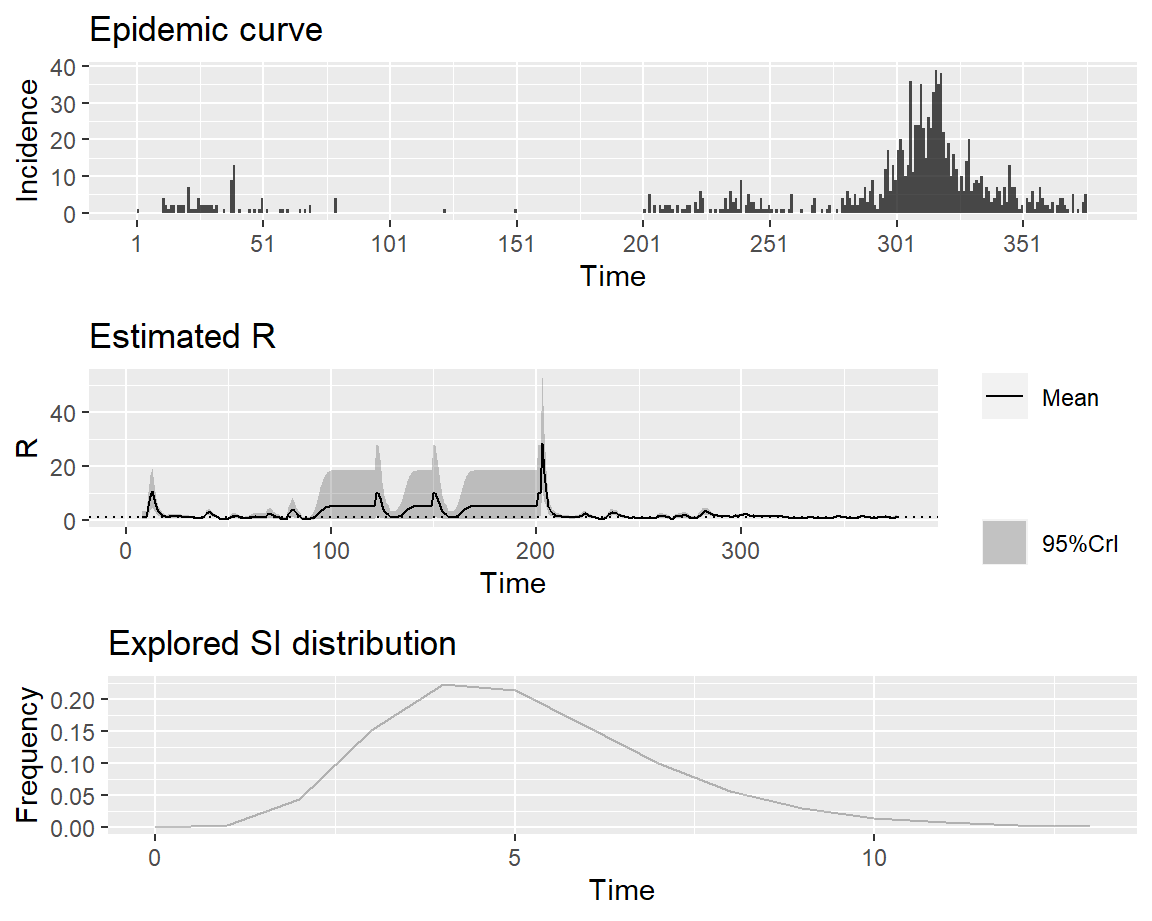 Epidemic curve
Incidence
40
30
20
10
0
1 51 101 151 201 251 301 351
Time
Estimated R
R
40
20
0
0 100 200 300
Time
Mean
95%CrI
Explored SI distribution
Frequency
0.20
0.15
0.10
0.05
0.00
0 5 10
Time